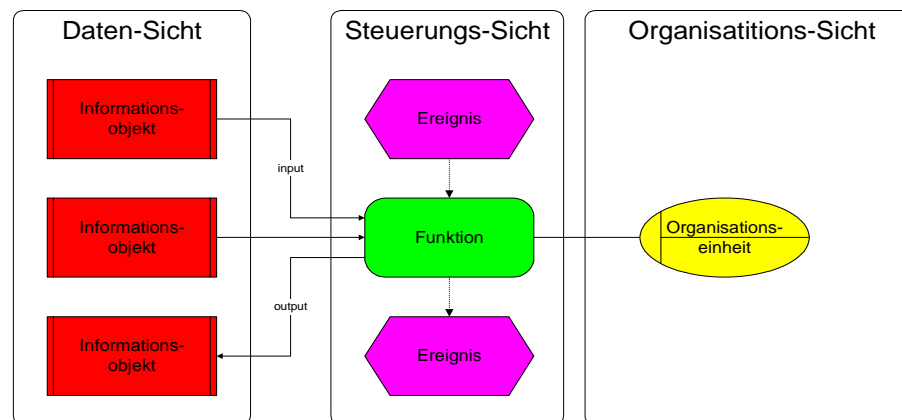 Daten-Sicht
Steuerungs-Sicht
Organisatitions-Sicht
Informations-
objekt
Ereignis
input
Informations-
objekt
Funktion
Organisations-
einheit
output
Informations-
objekt
Ereignis